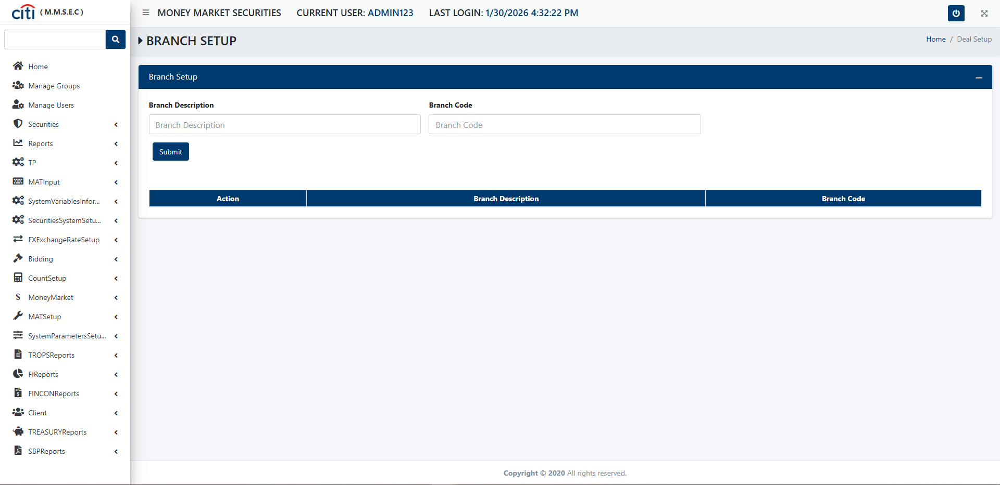 citi ( M.M.S.E.C )
MONEY MARKET SECURITIES CURRENT USER: ADMIN123 LAST LOGIN: 1/30/2026 4:32:22 PM
BRANCH SETUP
Home / Deal Setup
Home
Manage Groups
Manage Users
Securities
Reports
TP
MATInput
SystemVariablesInfor...
SecuritiesSystemSetu...
FXExchangeRateSetup
Bidding
CountSetup
MoneyMarket
MATSetup
SystemParametersSetu...
TROPSReports
FIReports
FINCONReports
Client
TREASURYReports
SBPReports
Branch Setup
Branch Description Branch Code
Branch Description Branch Code
Submit
Action Branch Description Branch Code
Copyright © 2020 All rights reserved.